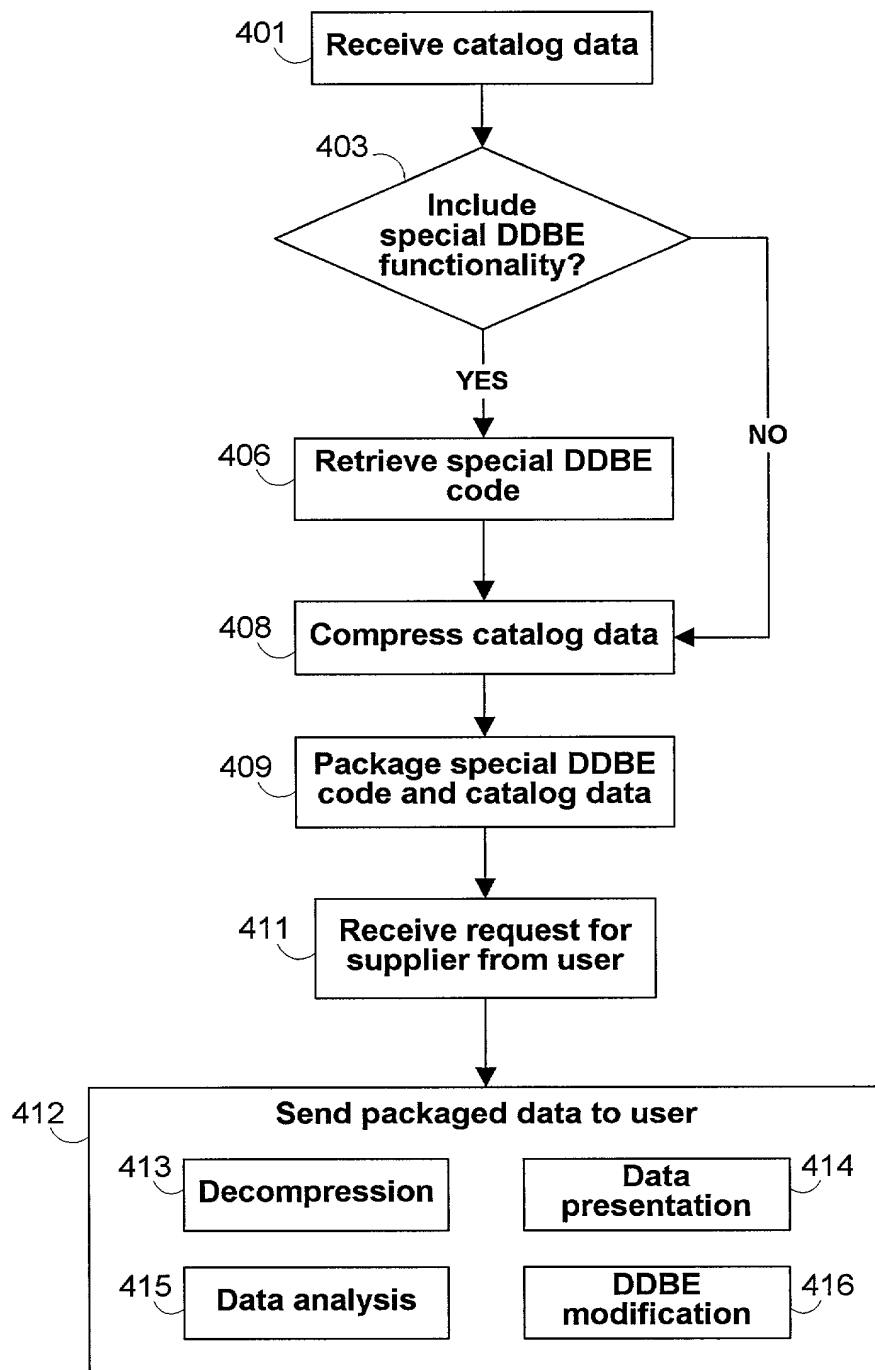 401
Receive catalog data
403
Include
special DDBE
functionality?
YES
NO
406
Retrieve special DDBE
code
408
Compress catalog data
409
Package special DDBE
code and catalog data
411
Receive request for
supplier from user
412
Send packaged data to user
413
Decompression
Data
presentation
414
415
Data analysis
DDBE
modification
416